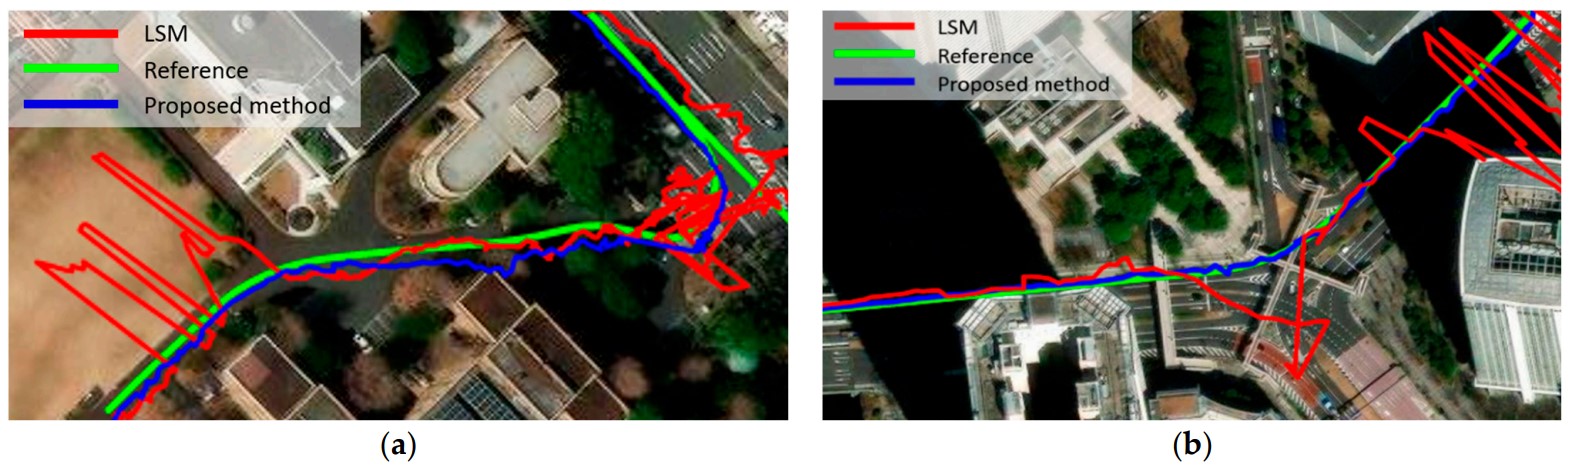 LSM
Reference
Proposed method
LSM
Reference
Proposed method
(a)
(b)